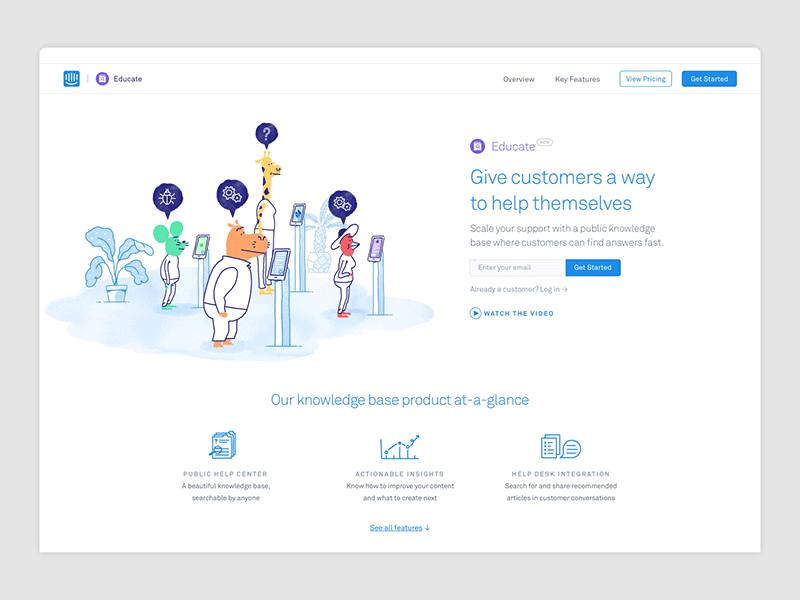 Educate
Overview
Key Features
View Pricing
Get Started
?
Educate NEW
Give customers a way
to help themselves
Scale your support with a public knowledge
base where customers can find answers fast.
Enter your email
Get Started
Already a customer? Log in →
WATCH THE VIDEO
Our knowledge base product at-a-glance
PUBLIC HELP CENTER
A beautiful knowledge base,
searchable by anyone
ACTIONABLE INSIGHTS
Know how to improve your content
and what to create next
HELP DESK INTEGRATION
Search for and share recommended
articles in customer conversations
See all features ↓